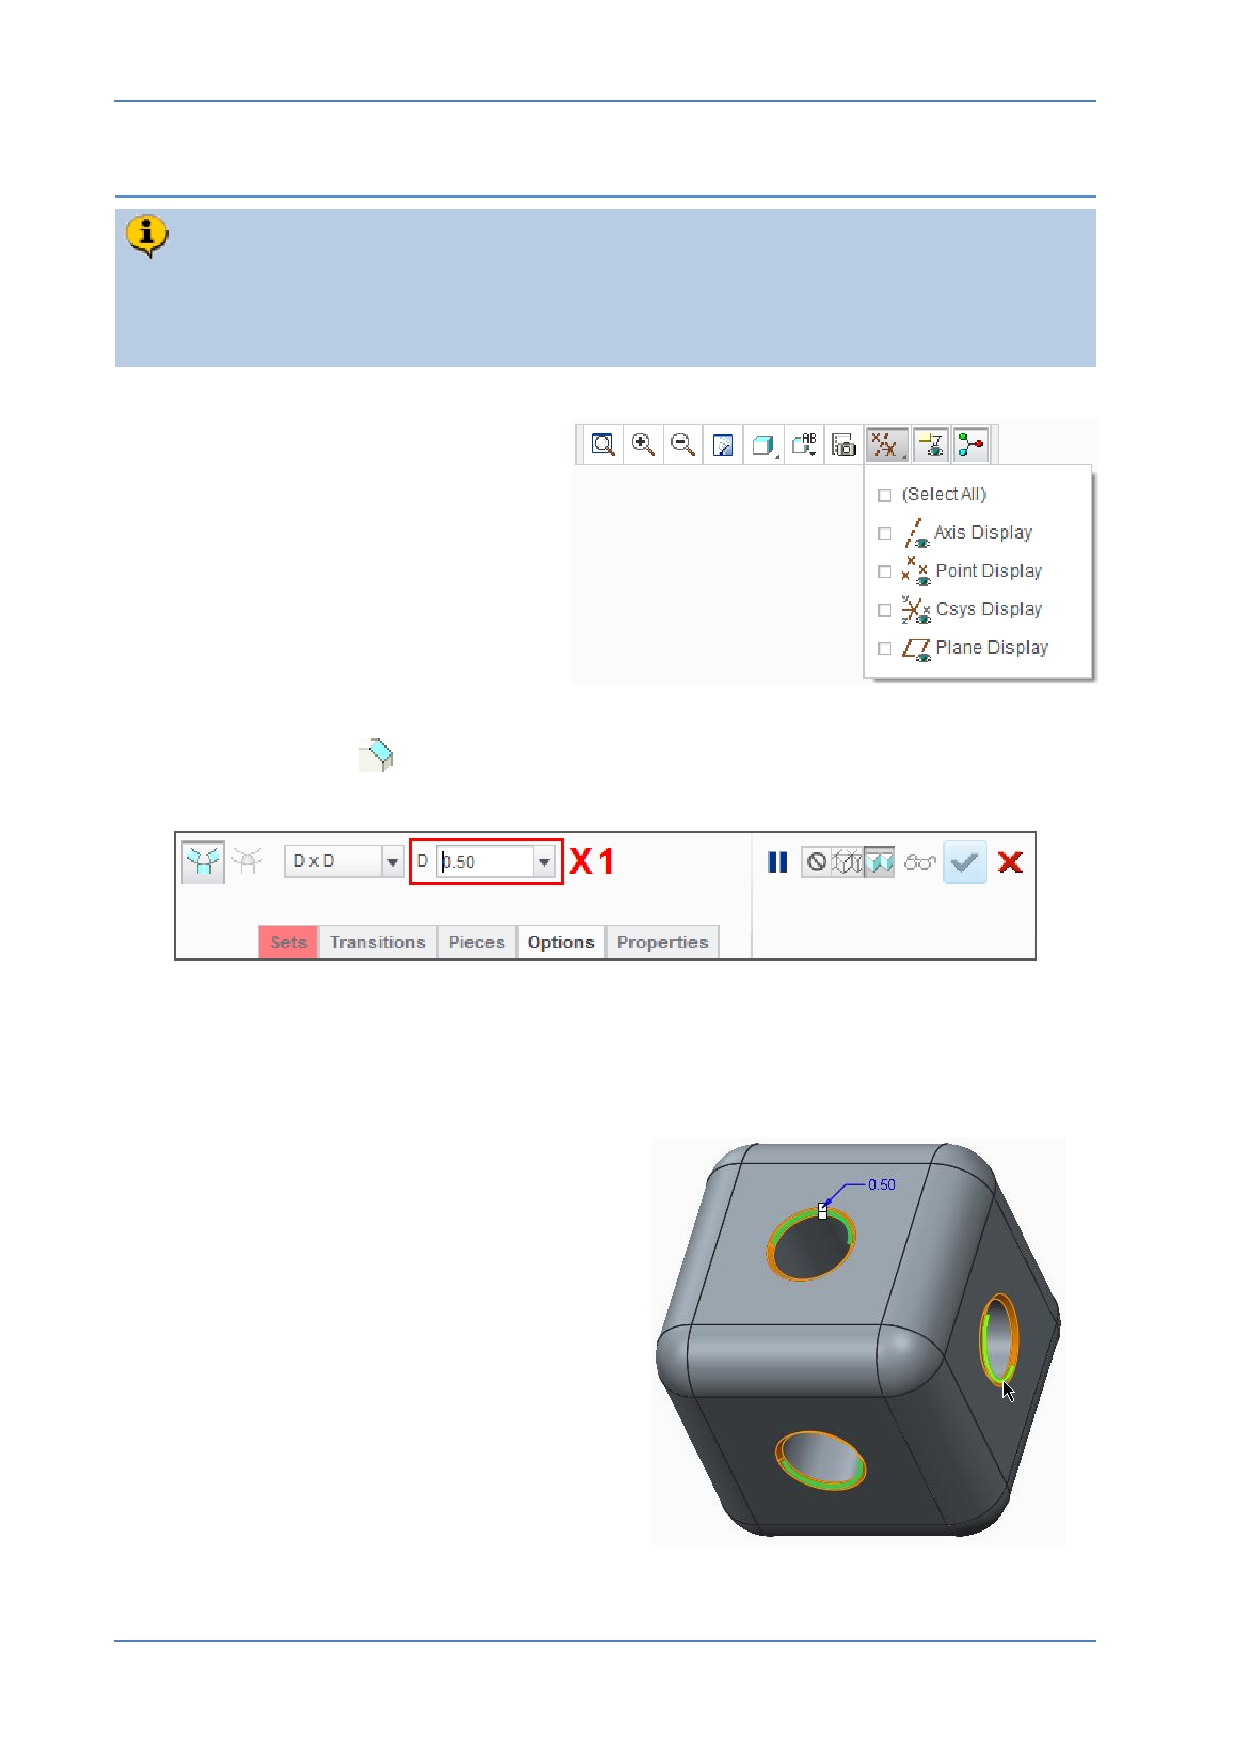 AB
(Select All)
Axis Display
Point Display
Csys Display
Plane Display
D x D
D
0.50
X1
Sets
Transitions
Pieces
Options
Properties
0.50